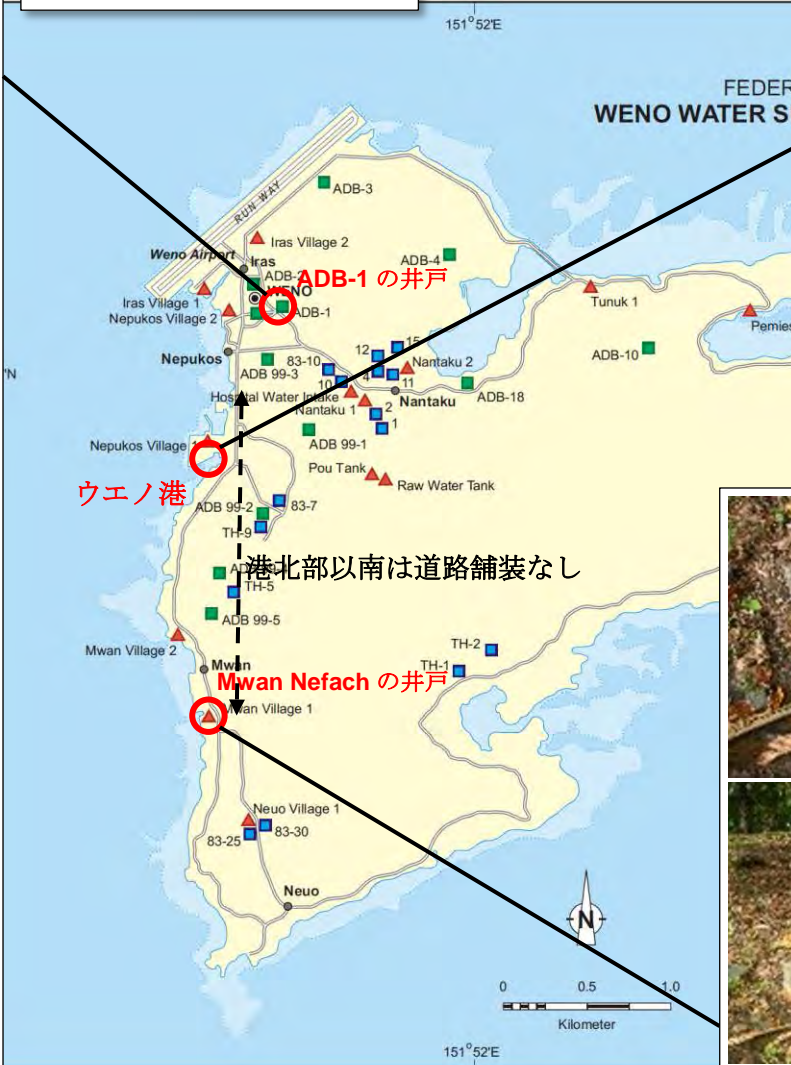 151°52'E
FEDER
WENO WATER S
RUN WAY
ADB-3
Iras Village 2
Weno Airport
Iras
ADB-4
ADB-2
ADB-1 の井戸
WENO
Iras Village 1
ADB-1
Nepukos Village 2
Tunuk 1
Pemies
'N
Nepukos
ADB 99-3
83-10
12
15
Nantaku 2
ADB-10
10
4
11
Hospital Water Intake
Nantaku
ADB-18
Nantaku 1
2
1
ADB 99-1
Nepukos Village 1
Pou Tank
Raw Water Tank
ウエノ港
83-7
ADB 99-2
TH-9
港北部以南は道路舗装なし
TH-5
ADB 99-5
Mwan Village 2
TH-2
Mwan
TH-1
Mwan Nefach の井戸
Mwan Village 1
Neuo Village 1
83-30
83-25
Neuo
N
0 0.5 1.0
Kilometer
151°52'E